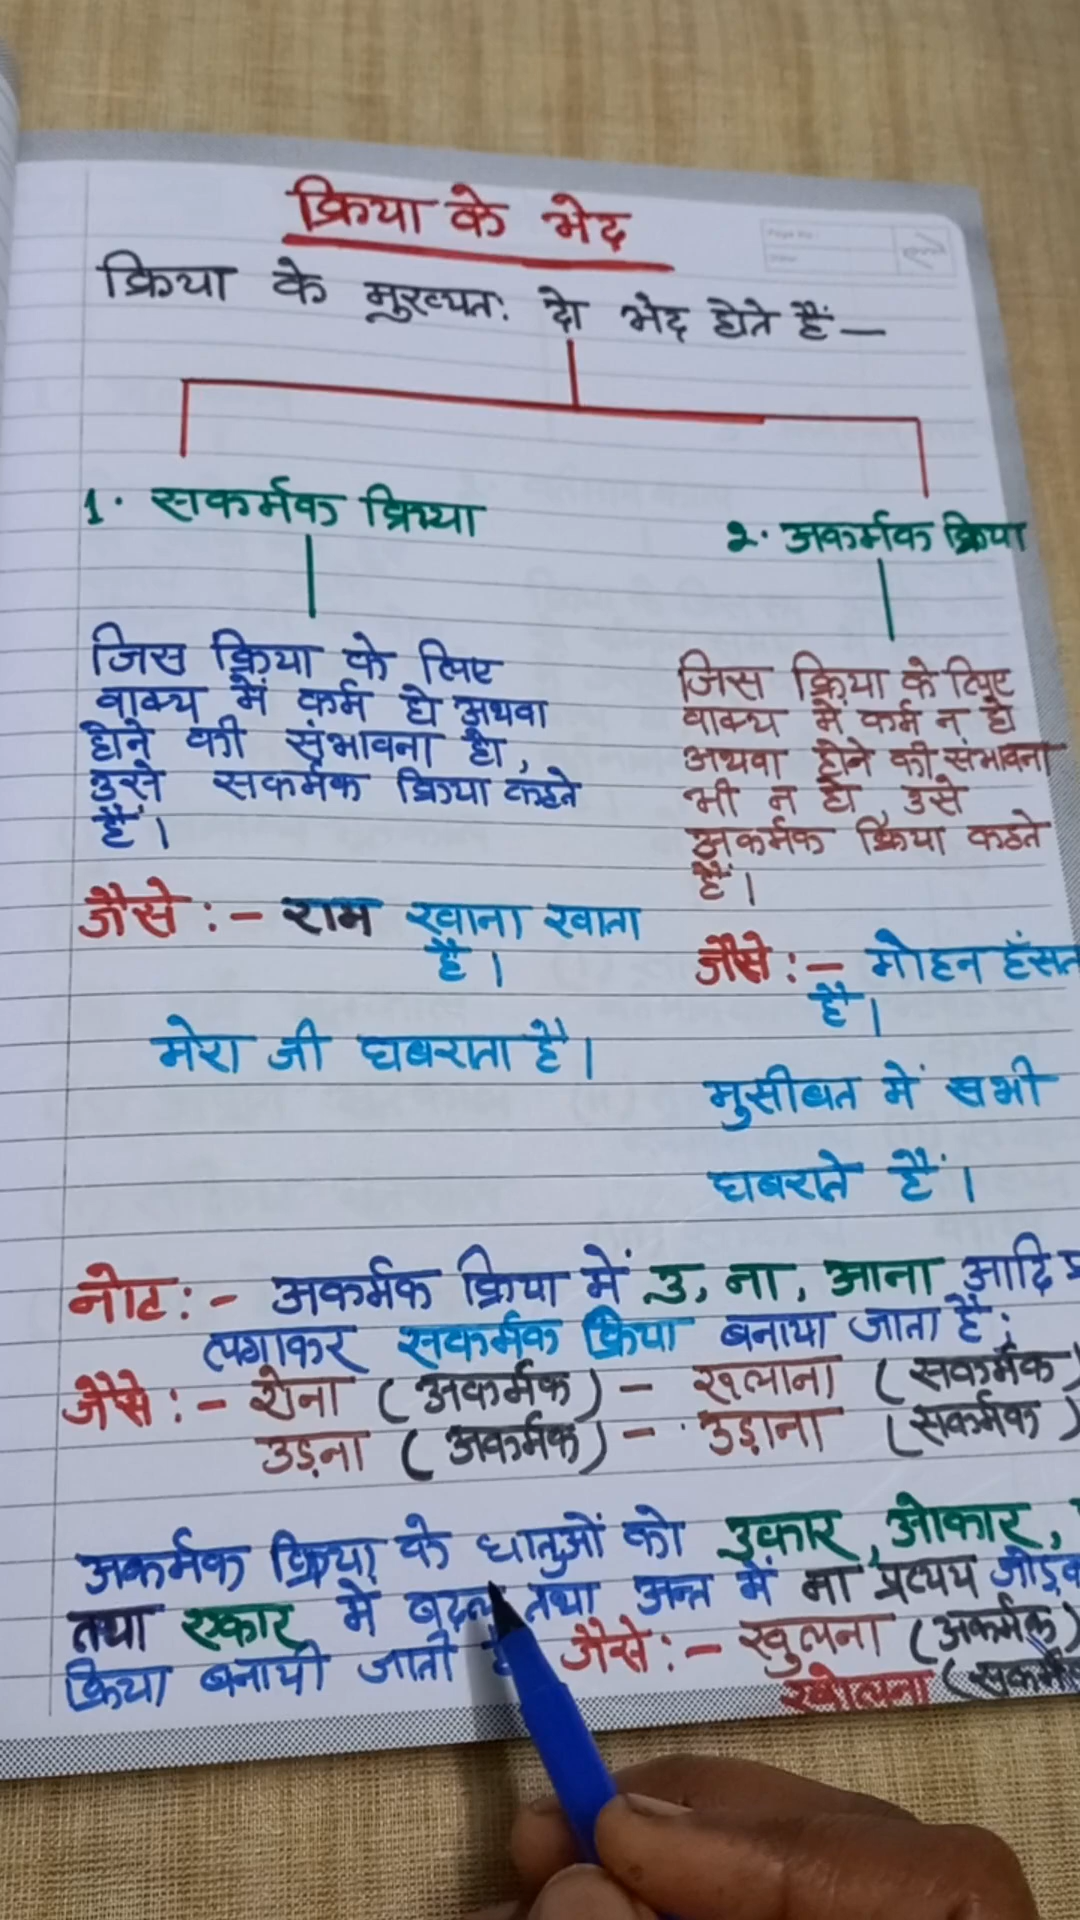 क्रिया के भेद
क्रिया के मुख्यतः दो भेद होते हैं—
1. सकर्मक क्रिया
2. अकर्मक क्रिया
जिस क्रिया के लिए
वाक्य में कर्म हो अथवा
होने की संभावना हो,
उसे सकर्मक क्रिया कहते
हैं।
जैसे :- राम खाना खाता
है।
मेरा जी घबराता है।
जिस क्रिया के लिए
वाक्य में कर्म न हो
अथवा होने की संभावना
भी न हो, उसे
अकर्मक क्रिया कहते
हैं।
जैसे :- मोहन हंसत
है।
मुसीबत में सभी
घबराते हैं।
नोट :- अकर्मक क्रिया में उ, ना, आना आदि
लगाकर सकर्मक क्रिया बनाया जाता है;
जैसे :- रोना (अकर्मक) - रुलाना (सकर्मक)
उड़ना (अकर्मक) - उड़ाना (सकर्मक)
अकर्मक क्रिया के धातुओं को उकार, ओकार,
तथा एकार में तथा अन्त में ना प्रत्यय
क्रिया बनायी जाती जैसे :- खुलना (अकर्मक)
खोलना (सकर्मक